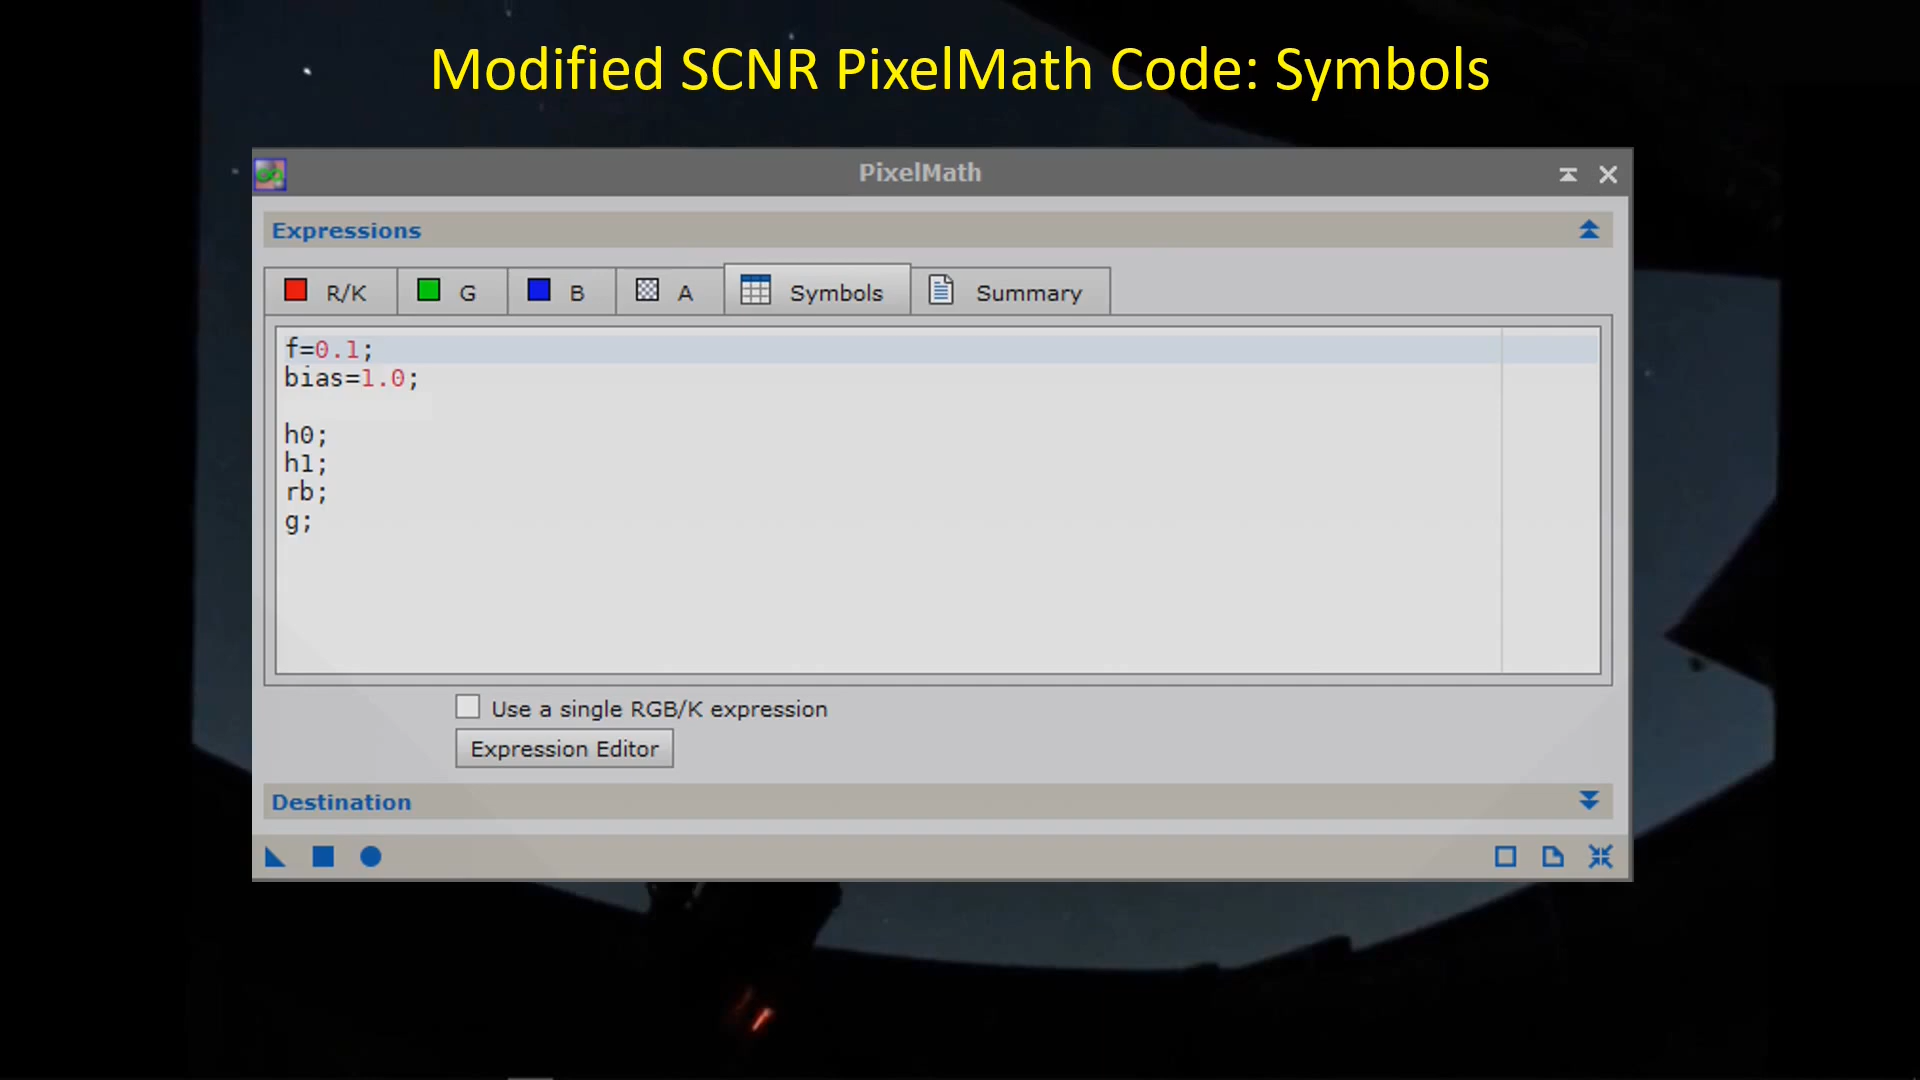 Modified SCNR PixelMath Code: Symbols
PixelMath
Expressions
R/K G B A Symbols Summary
f=0.1;
bias=1.0;
h0;
h1;
rb;
g;
Use a single RGB/K expression
Expression Editor
Destination